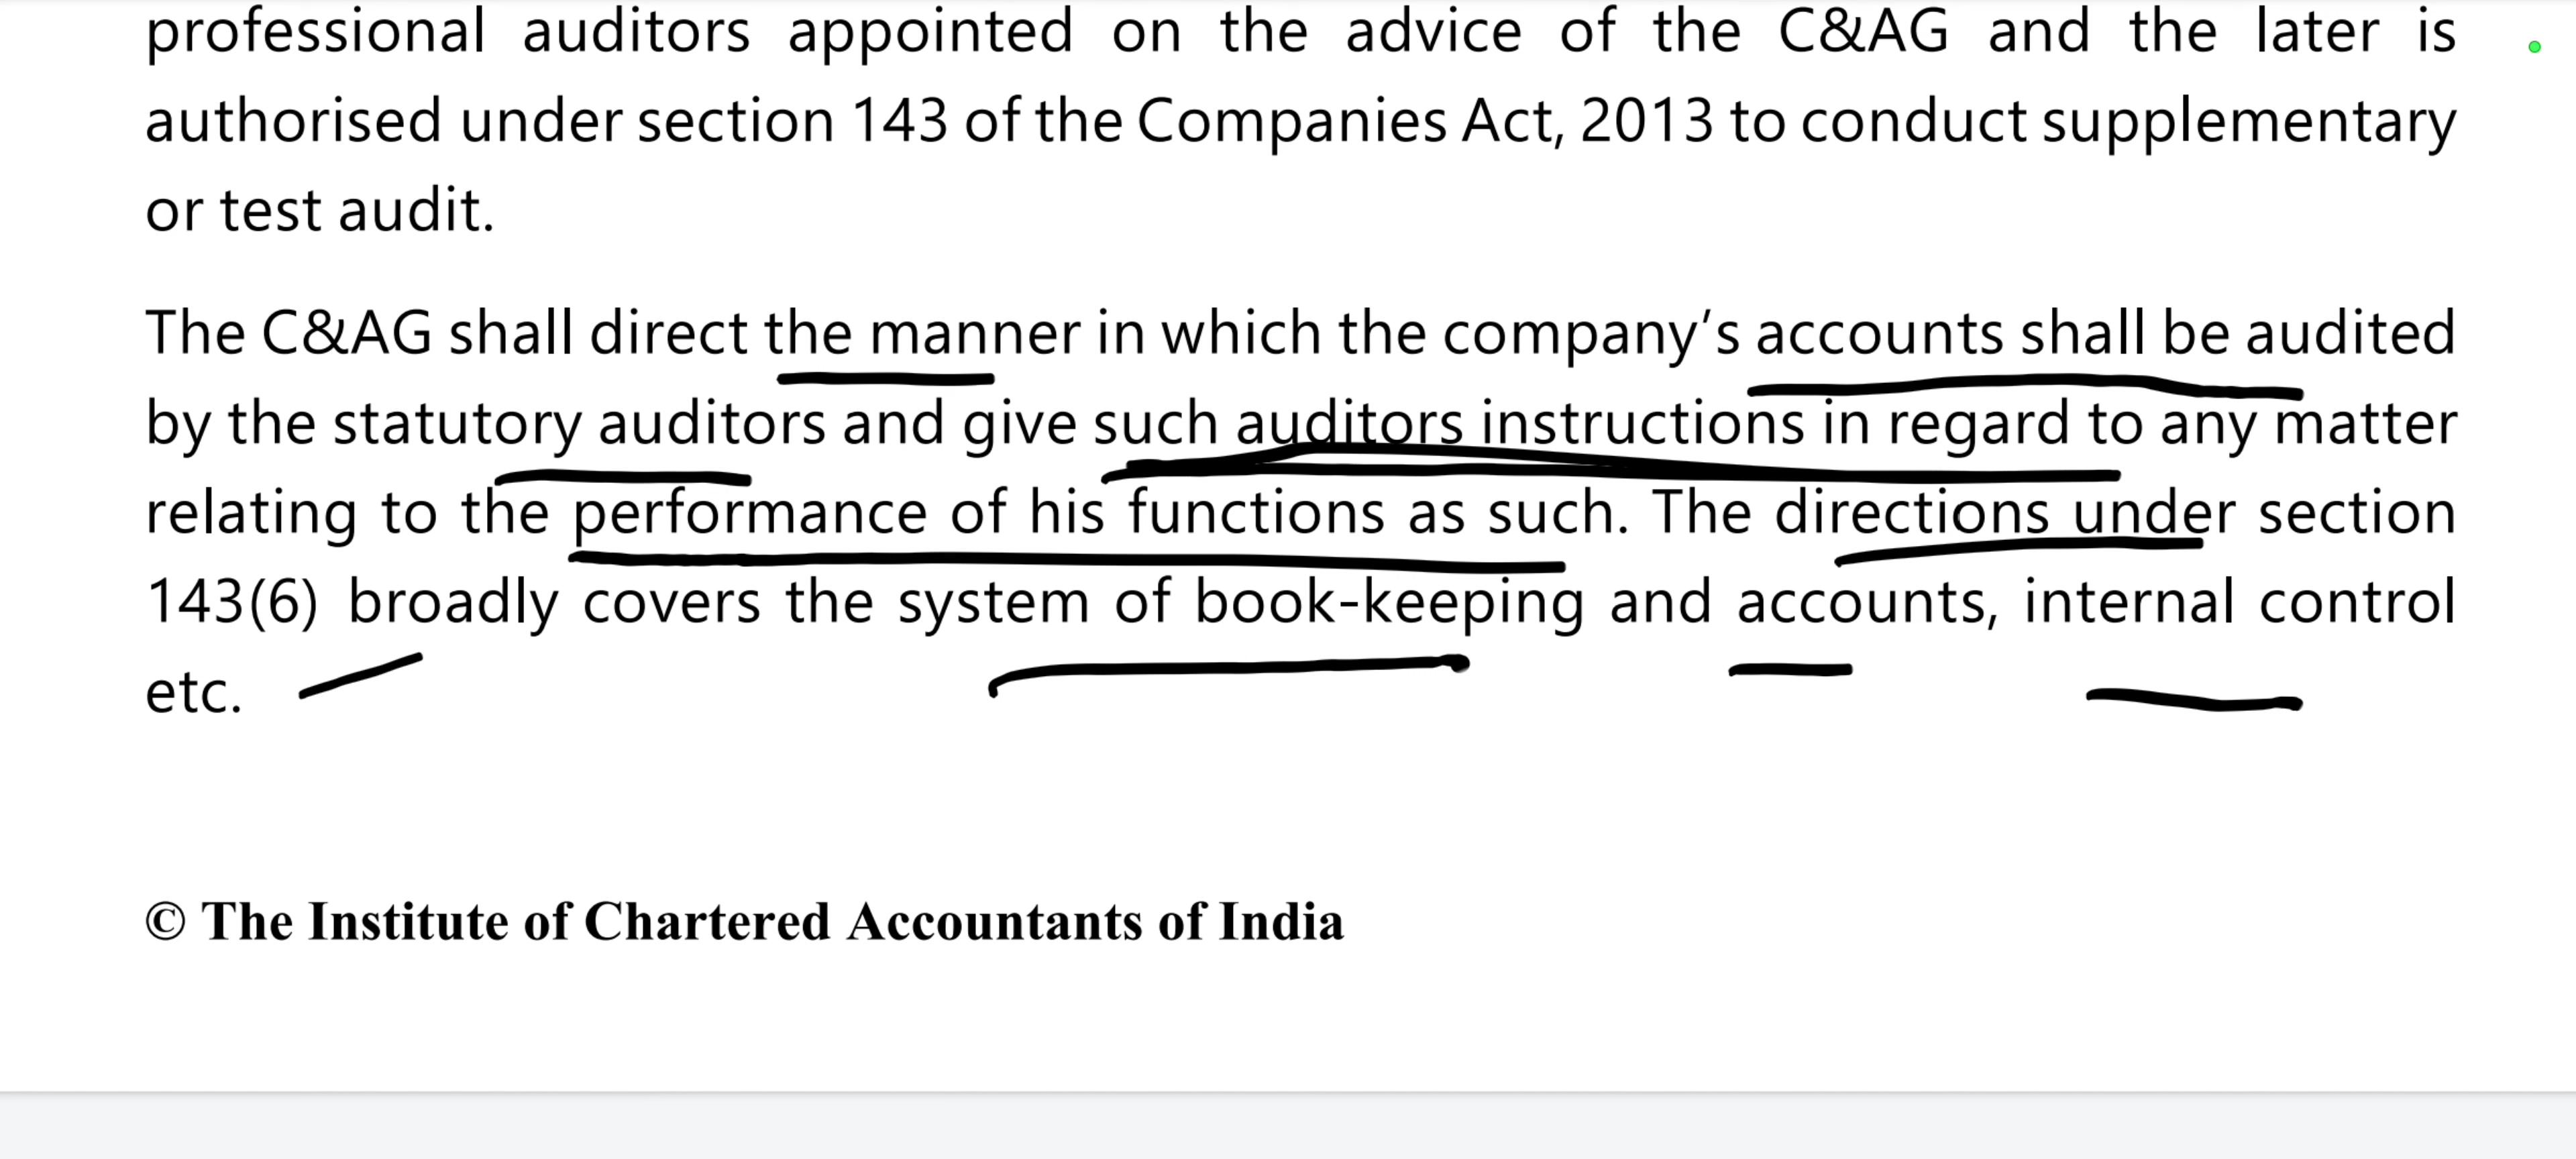 professional auditors appointed on the advice of the C&AG and the later is
authorised under section 143 of the Companies Act, 2013 to conduct supplementary
or test audit.
The C&AG shall direct the manner in which the company’s accounts shall be audited
by the statutory auditors and give such auditors instructions in regard to any matter
relating to the performance of his functions as such. The directions under section
143(6) broadly covers the system of book-keeping and accounts, internal control
etc.
© The Institute of Chartered Accountants of India